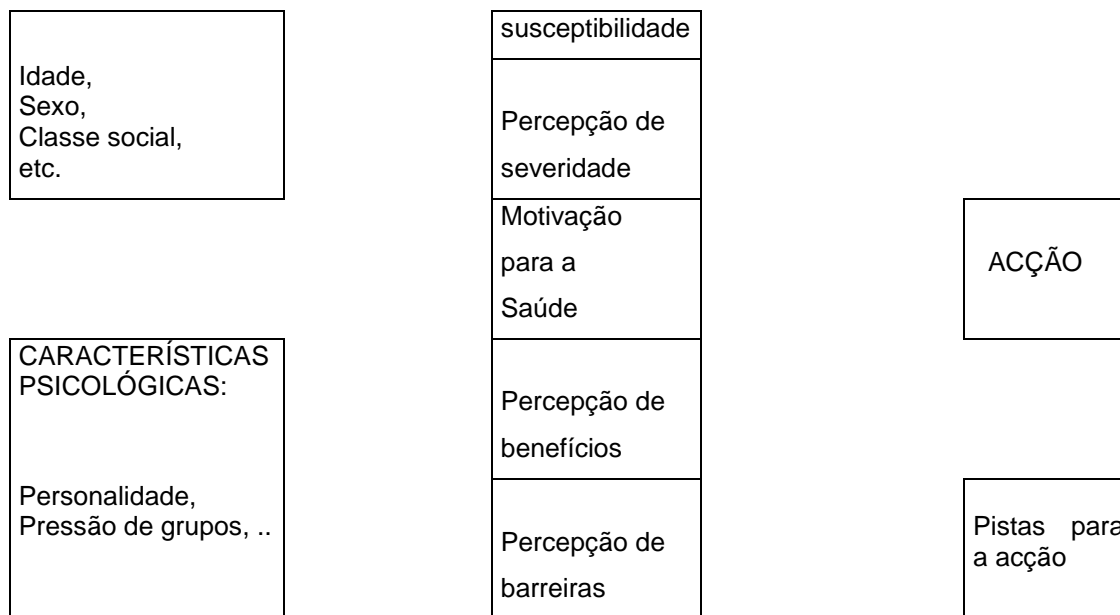 Idade,
Sexo,
Classe social,
etc.
CARACTERÍSTICAS
PSICOLÓGICAS:
Personalidade,
Pressão de grupos, ..
susceptibilidade
Percepção de
severidade
Motivação
para a
Saúde
Percepção de
benefícios
Percepção de
barreiras
ACÇÃO
Pistas para
a acção